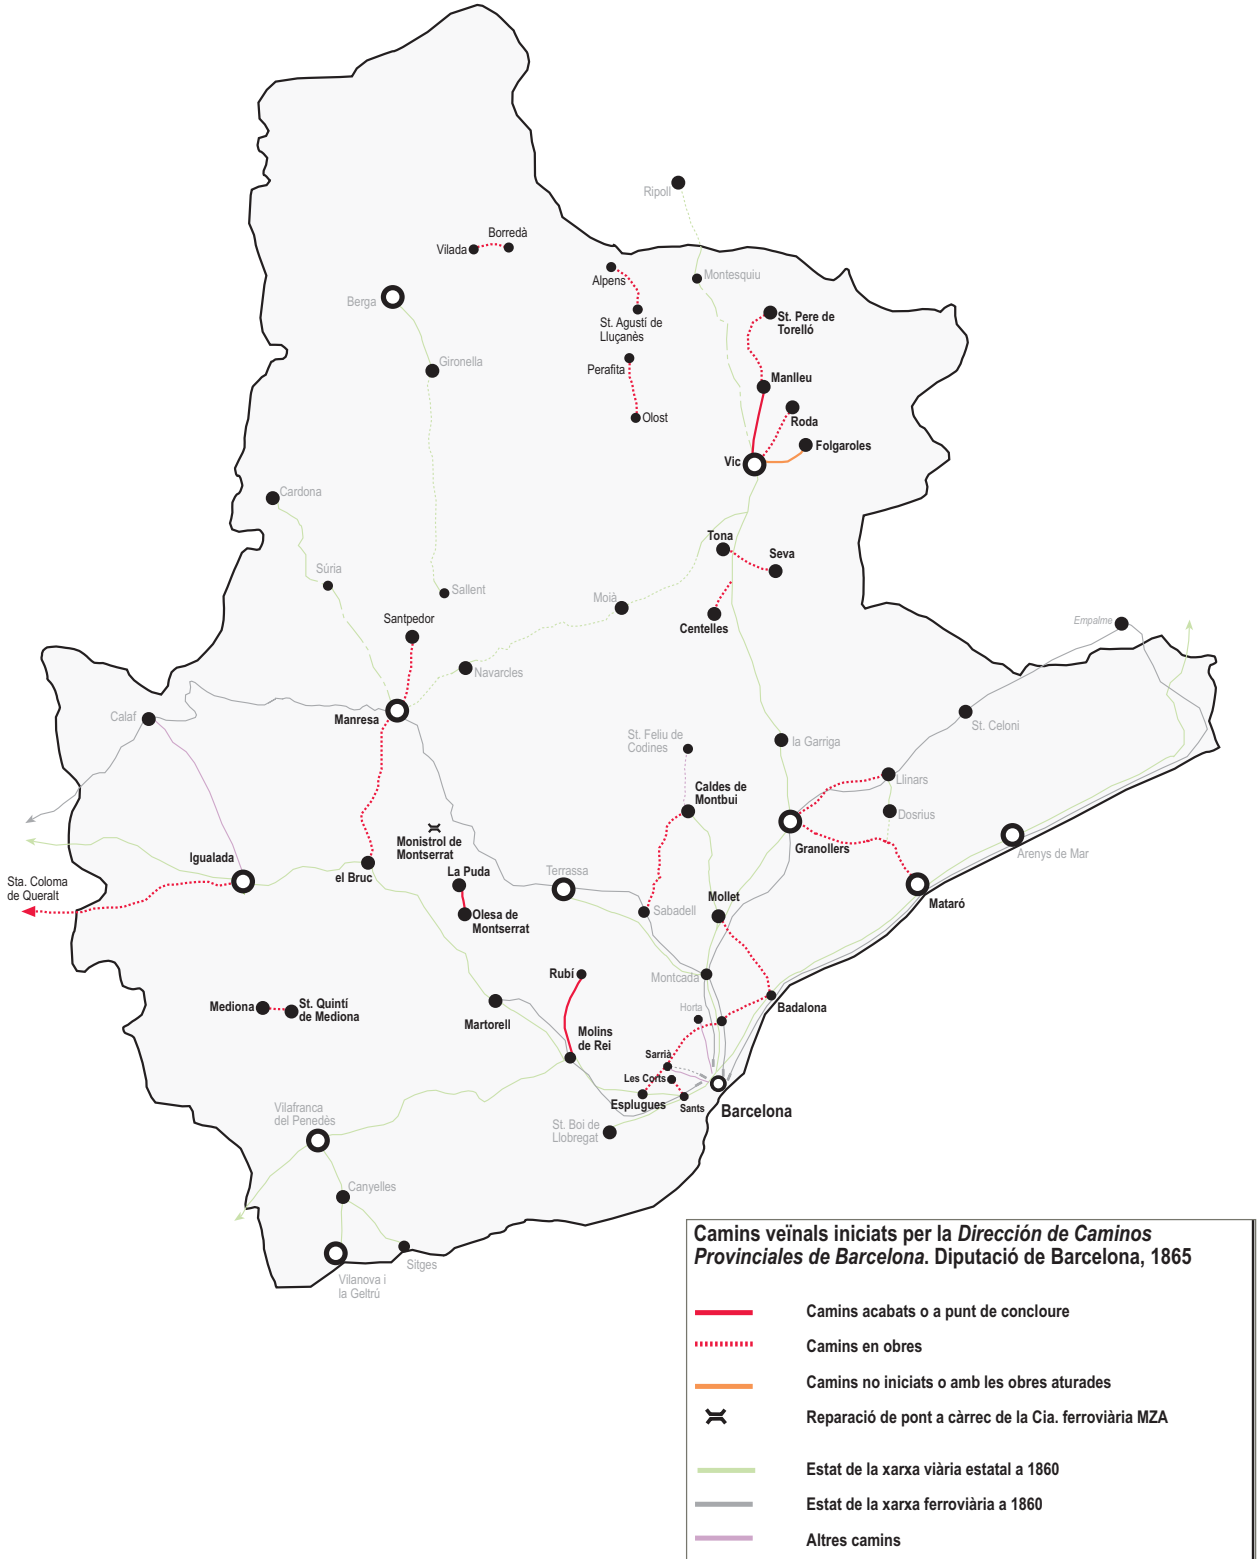 Ripoll
Borredà
Vilada
Alpens
Montesquiu
Berga
St. Agustí de
Lluçanès
St. Pere de
Torelló
Gironella
Perafita
Manlleu
Olost
Roda
Folgaroles
Vic
Cardona
Tona
Seva
Súria
Sallent
Moià
Santpedor
Centelles
Empalme
Navarcles
Calaf
Manresa
St. Celoni
St. Feliu de
Codines
la Garriga
Llinars
Caldes de
Montbui
Dosrius
Monistrol de
Montserrat
Granollers
Arenys de Mar
Igualada
el Bruc
La Puda
Terrassa
Sta. Coloma
de Queralt
Mollet
Mataró
Olesa de
Montserrat
Sabadell
Rubí
Montcada
Mediona
St. Quintí
de Mediona
Martorell
Horta
Badalona
Molins
de Rei
Sarrià
Les Corts
Esplugues
Sants
Barcelona
Vilafranca
del Penedès
St. Boi de
Llobregat
Canyelles
Sitges
Vilanova i
la Geltrú
Camins veïnals iniciats per la Dirección de Caminos
Provinciales de Barcelona. Diputació de Barcelona, 1865
Camins acabats o a punt de concloure
Camins en obres
Camins no iniciats o amb les obres aturades
Reparació de pont a càrrec de la Cia. ferroviària MZA
Estat de la xarxa viària estatal a 1860
Estat de la xarxa ferroviària a 1860
Altres camins